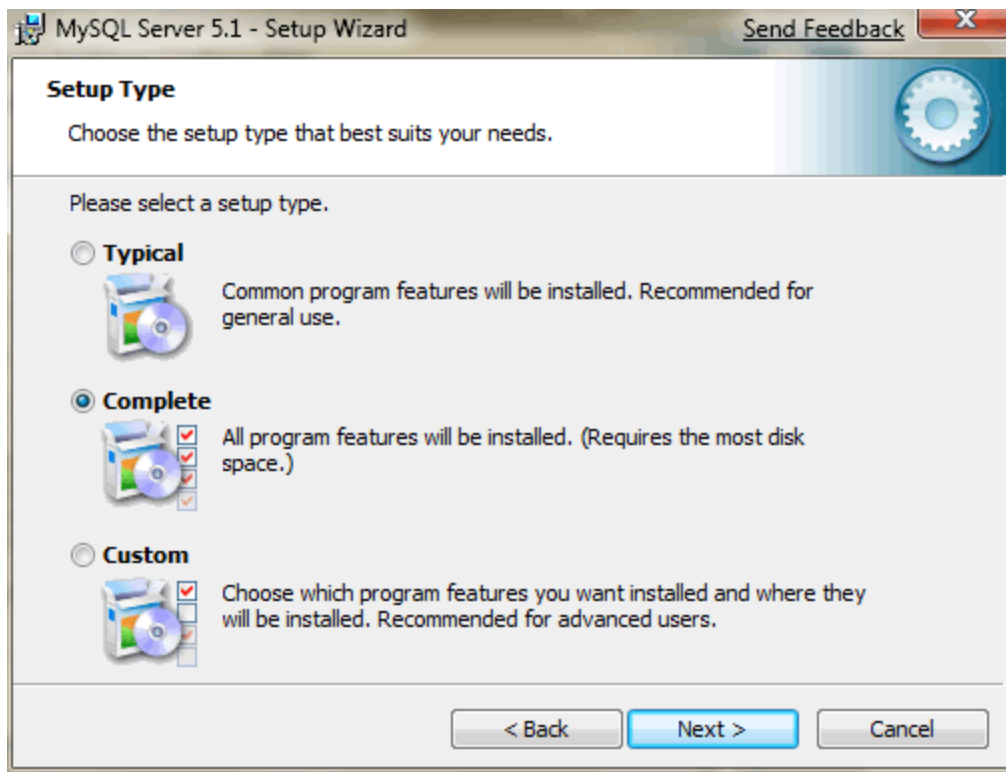 MySQL Server 5.1 - Setup Wizard
Send Feedback
X
Setup Type
Choose the setup type that best suits your needs.
Please select a setup type.
Typical
Common program features will be installed. Recommended for
general use.
Complete
All program features will be installed. (Requires the most disk
space.)
Custom
Choose which program features you want installed and where they
will be installed. Recommended for advanced users.
< Back
Next >
Cancel